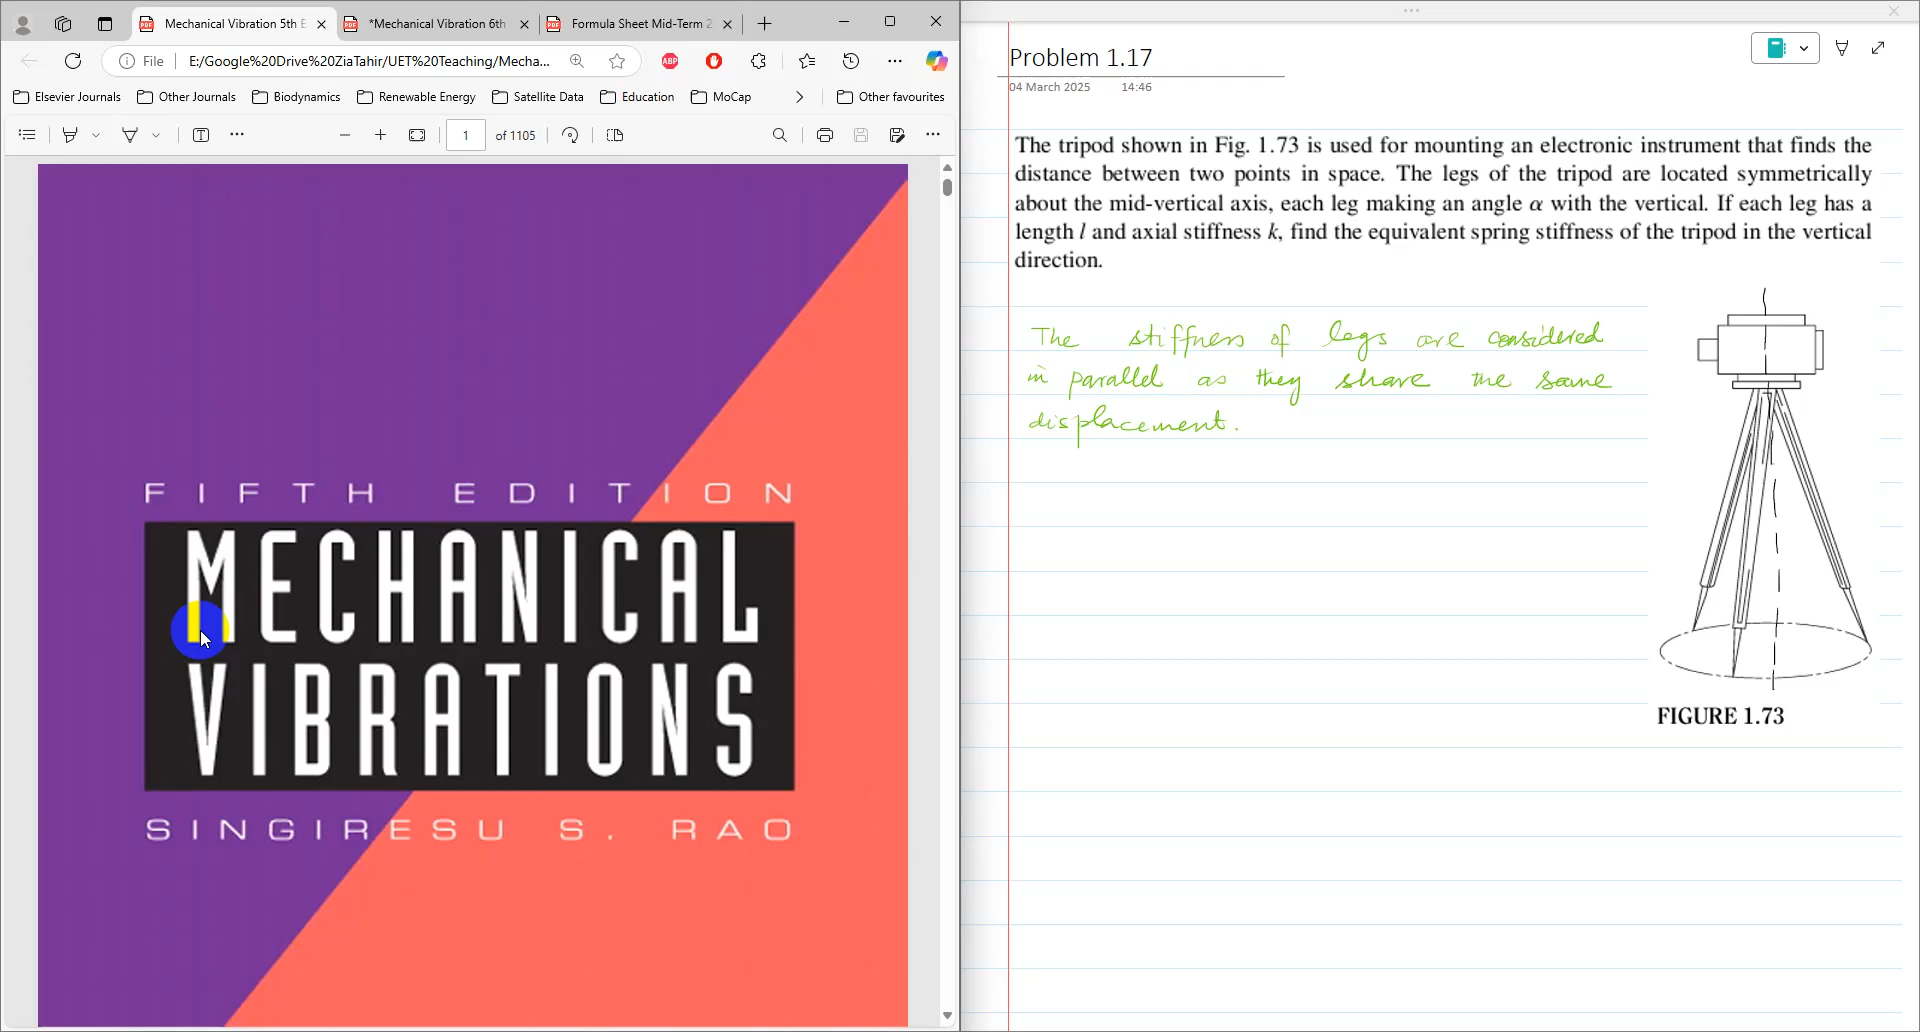 Mechanical Vibration 5th E
*Mechanical Vibration 6th
Formula Sheet Mid-Term 2
File
E:/Google%20Drive%20ZiaTahir/UET%20Teaching/Mecha...
ABP
Elsevier Journals
Other Journals
Biodynamics
Renewable Energy
Satellite Data
Education
MoCap
Other favourites
1
of 1105
FIFTH EDITION
MECHANICAL
VIBRATIONS
SINGIRESU S. RAO
Problem 1.17
04 March 2025 14:46
The tripod shown in Fig. 1.73 is used for mounting an electronic instrument that finds the
distance between two points in space. The legs of the tripod are located symmetrically
about the mid-vertical axis, each leg making an angle α with the vertical. If each leg has a
length l and axial stiffness k, find the equivalent spring stiffness of the tripod in the vertical
direction.
The stiffness of legs are considered
in parallel as they share the same
displacement.
FIGURE 1.73